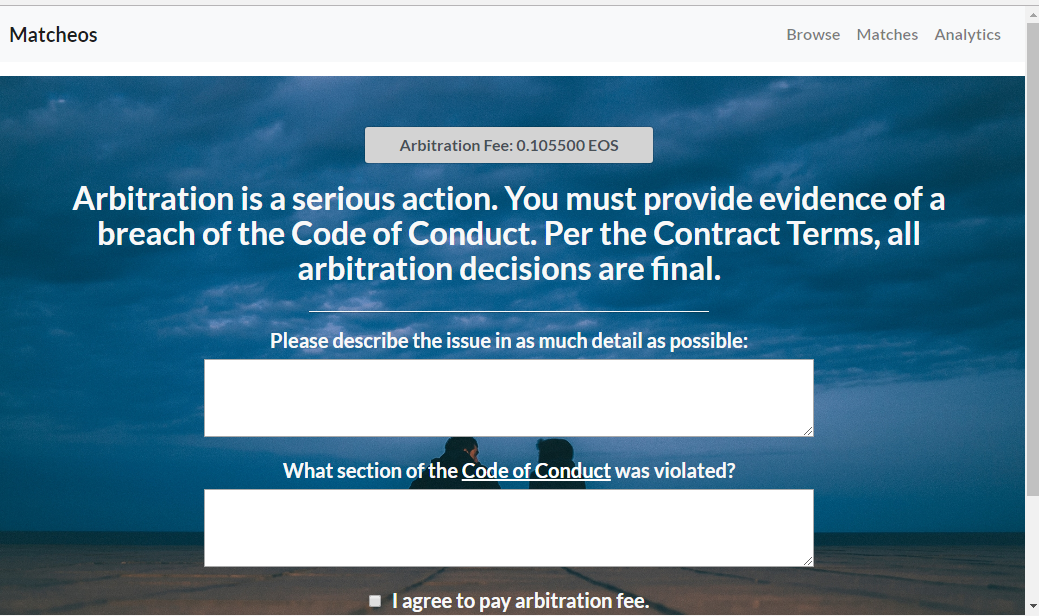 Matcheos
Browse Matches Analytics
Arbitration Fee: 0.105500 EOS
Arbitration is a serious action. You must provide evidence of a
breach of the Code of Conduct. Per the Contract Terms, all
arbitration decisions are final.
Please describe the issue in as much detail as possible:
What section of the Code of Conduct was violated?
I agree to pay arbitration fee.